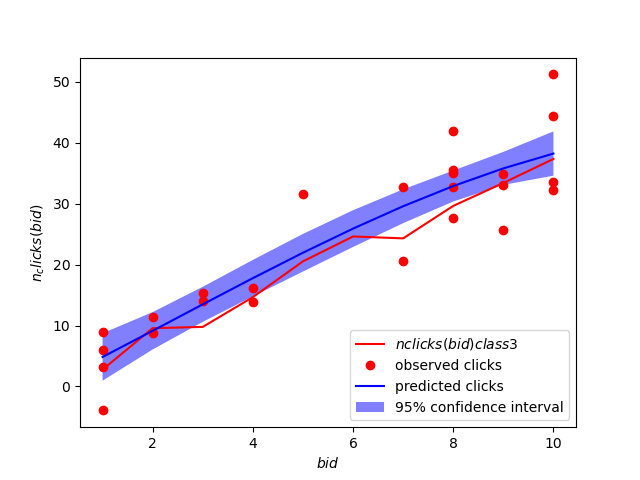 50
40
30
20
10
0
n_clicks(bid)
2
4
6
8
10
bid
nclicks(bid)class3
observed clicks
predicted clicks
95% confidence interval